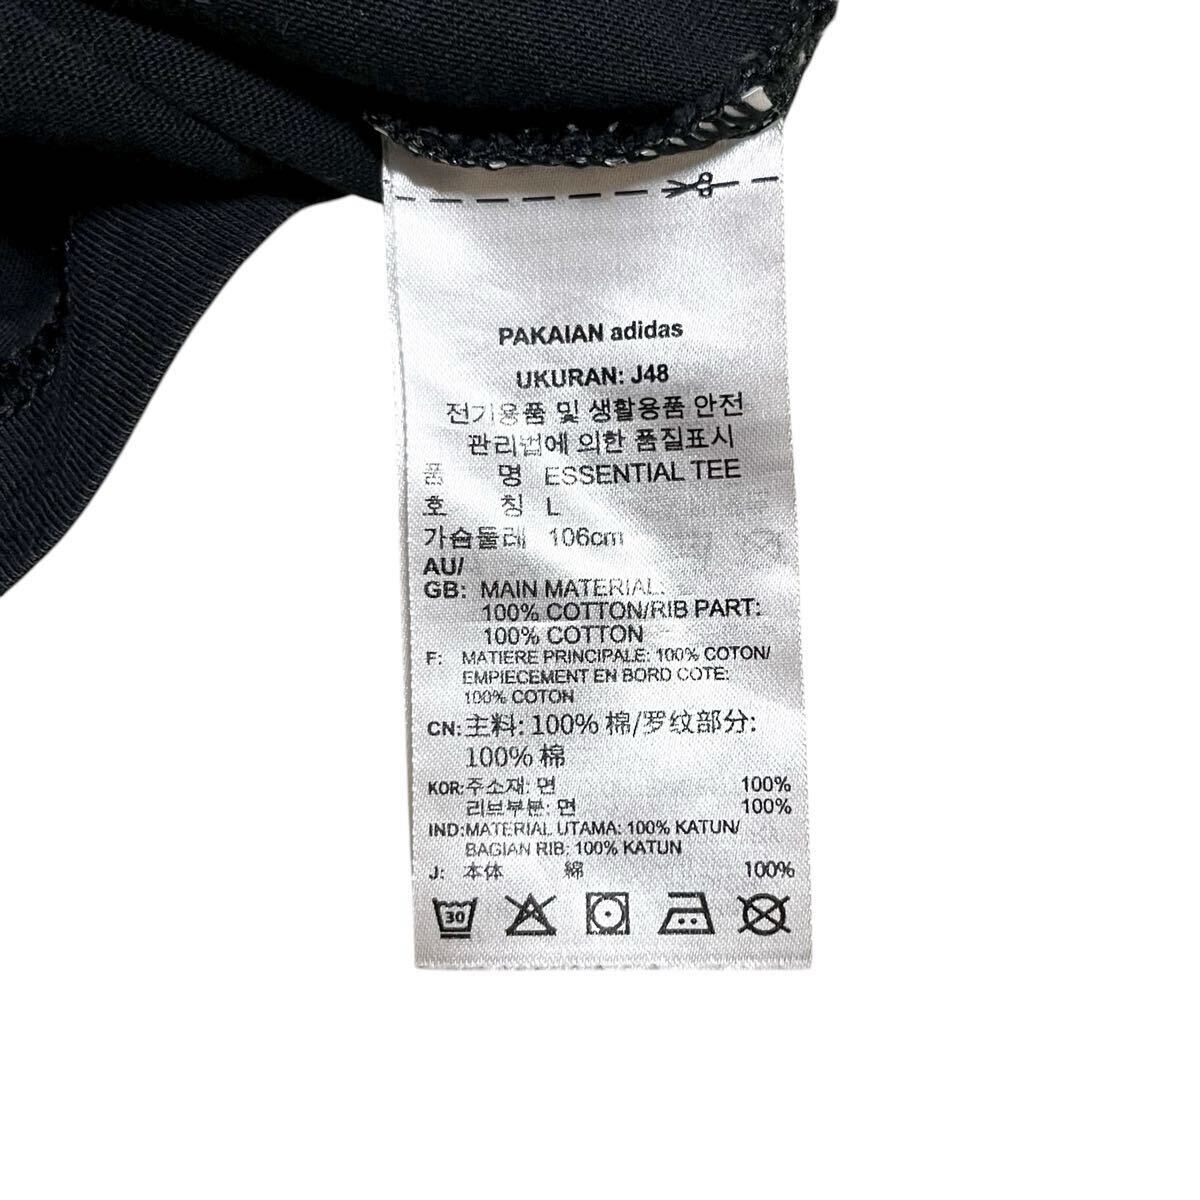 PAKAIAN adidas
UKURAN: J48
전기용품 및 생활용품 안전
관리법에 의한 품질표시
품 명 ESSENTIAL TEE
호 칭 L
가슴둘레 106cm
AU/
GB: MAIN MATERIAL:
100% COTTON/RIB PART:
100% COTTON
F: MATIERE PRINCIPALE: 100% COTON/
EMPIECEMENT EN BORD COTE:
100% COTON
CN: 主料: 100% 棉/罗纹部分:
100% 棉
KOR: 주소재: 면 100%
리브부분: 면 100%
IND: MATERIAL UTAMA: 100% KATUN/
BAGIAN RIB: 100% KATUN
J: 本体 綿 100%
30